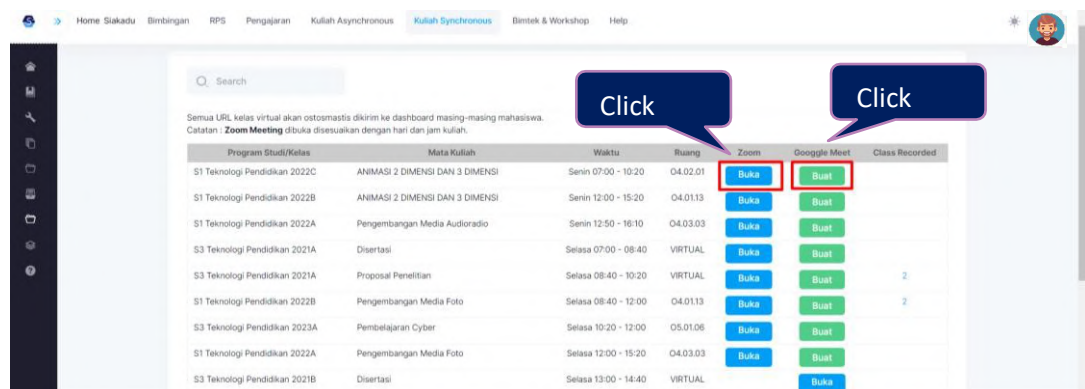 Home Siakadu Bimbingan RPS Pengajaran Kuliah Asynchronous Kuliah Synchronous Bimtek & Workshop Help
Search
Click
Click
Semua URL kelas virtual akan ostosmastis dikirim ke dashboard masing-masing mahasiswa.
Catatan : Zoom Meeting dibuka disesuaikan dengan hari dan jam kuliah.
Program Studi/Kelas Mata Kuliah Waktu Ruang Zoom Googgle Meet Class Recorded
S1 Teknologi Pendidikan 2022C ANIMASI 2 DIMENSI DAN 3 DIMENSI Senin 07:00 - 10:20 O4.02.01 Buka Buat
S1 Teknologi Pendidikan 2022B ANIMASI 2 DIMENSI DAN 3 DIMENSI Senin 12:00 - 15:20 O4.01.13 Buka Buat
S1 Teknologi Pendidikan 2022A Pengembangan Media Audioradio Senin 12:50 - 16:10 O4.03.03 Buka Buat
S3 Teknologi Pendidikan 2021A Disertasi Selasa 07:00 - 08:40 VIRTUAL Buka Buat
S3 Teknologi Pendidikan 2021A Proposal Penelitian Selasa 08:40 - 10:20 VIRTUAL Buka Buat 2
S1 Teknologi Pendidikan 2022B Pengembangan Media Foto Selasa 08:40 - 12:00 O4.01.13 Buka Buat 2
S3 Teknologi Pendidikan 2023A Pembelajaran Cyber Selasa 10:20 - 12:00 O5.01.06 Buka Buat
S1 Teknologi Pendidikan 2022A Pengembangan Media Foto Selasa 12:00 - 15:20 O4.03.03 Buka Buat
S3 Teknologi Pendidikan 2021B Disertasi Selasa 13:00 - 14:40 VIRTUAL Buka